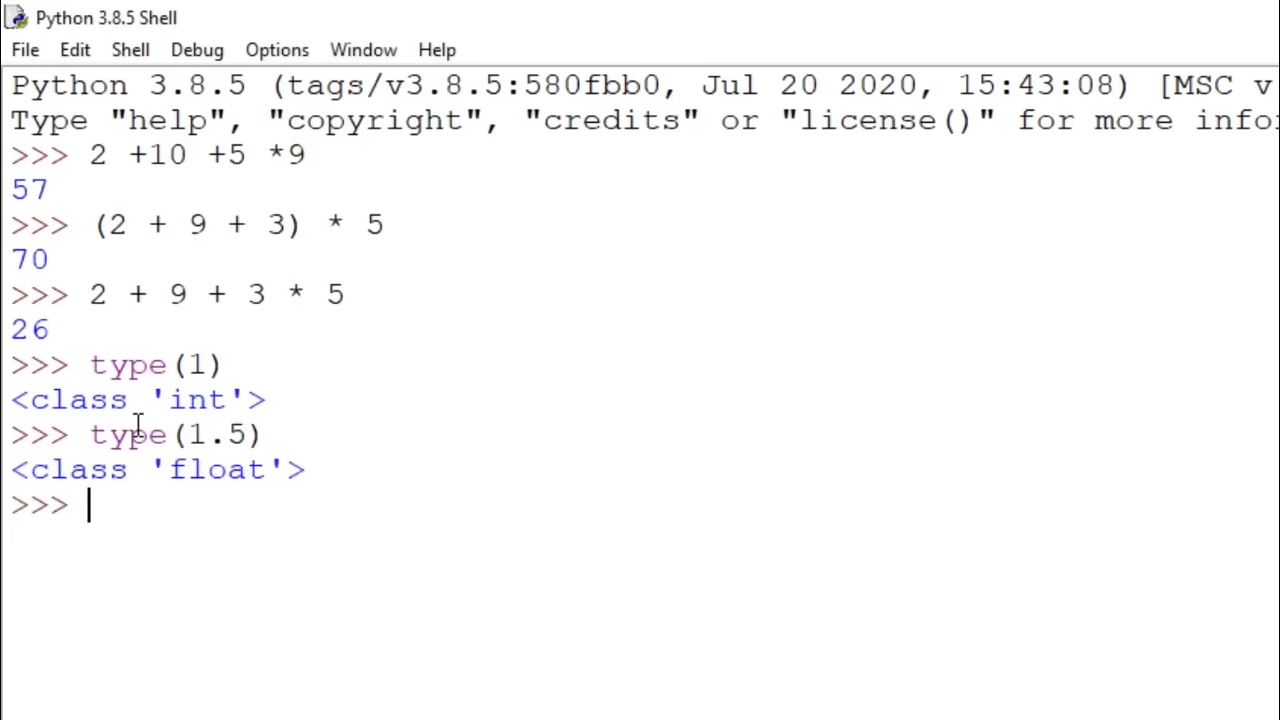 Python 3.8.5 Shell
File Edit Shell Debug Options Window Help
Python 3.8.5 (tags/v3.8.5:580fbb0, Jul 20 2020, 15:43:08) [MSC v
Type "help", "copyright", "credits" or "license()" for more info
>>> 2 +10 +5 *9
57
>>> (2 + 9 + 3) * 5
70
>>> 2 + 9 + 3 * 5
26
>>> type(1)
<class 'int'>
>>> type(1.5)
<class 'float'>
>>>